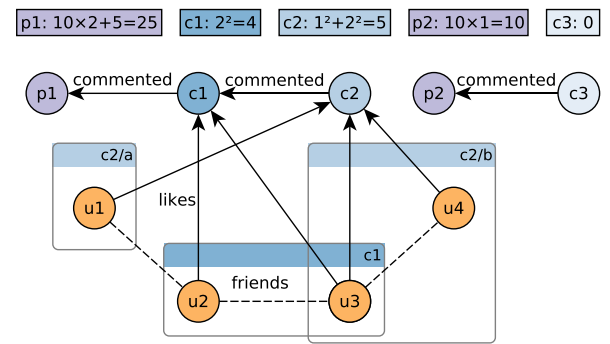 p1: 10×2+5=25 c1: 2²=4 c2: 1²+2²=5 p2: 10×1=10 c3: 0
p1 commented c1 commented c2 p2 commented c3
c2/a c2/b
u1 likes u4
c1
u2 friends u3